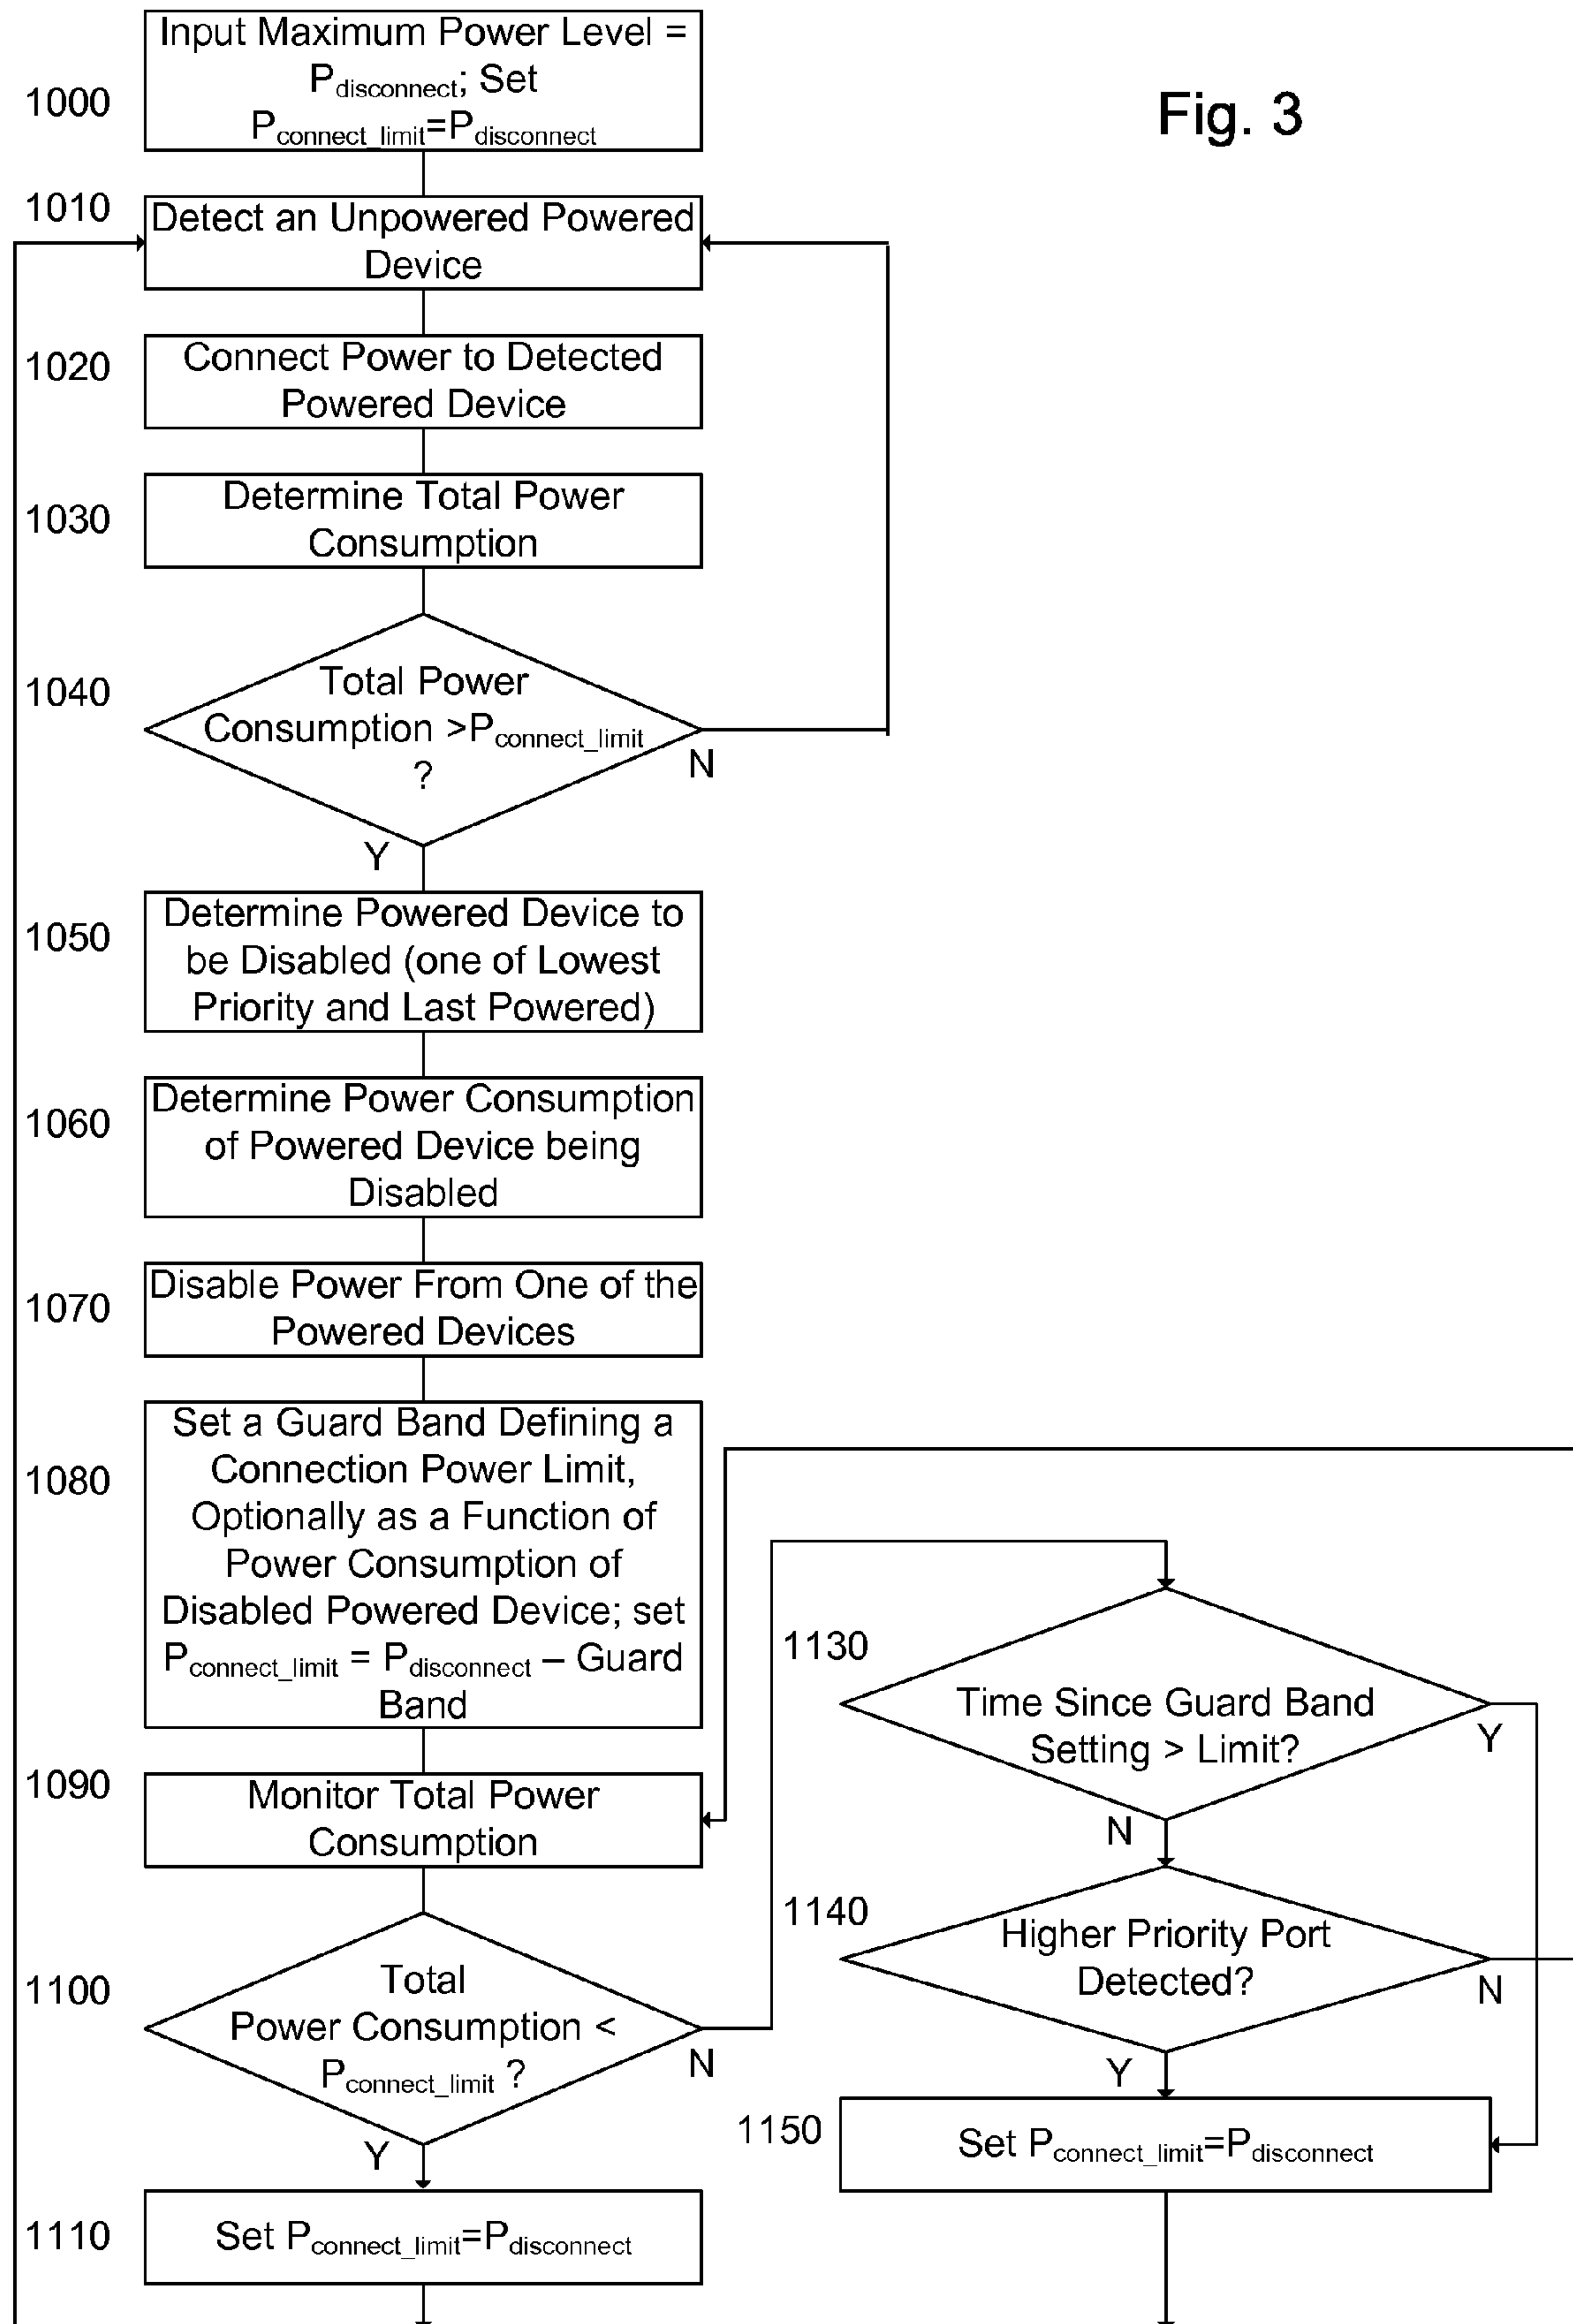 Fig. 3
1000
Input Maximum Power Level =
Pdisconnect; Set
Pconnect_limit=Pdisconnect
1010
Detect an Unpowered Powered
Device
1020
Connect Power to Detected
Powered Device
1030
Determine Total Power
Consumption
1040
Total Power
Consumption >Pconnect_limit
?
N
Y
1050
Determine Powered Device to
be Disabled (one of Lowest
Priority and Last Powered)
1060
Determine Power Consumption
of Powered Device being
Disabled
1070
Disable Power From One of the
Powered Devices
1080
Set a Guard Band Defining a
Connection Power Limit,
Optionally as a Function of
Power Consumption of
Disabled Powered Device; set
Pconnect_limit = Pdisconnect – Guard
Band
1090
Monitor Total Power
Consumption
1100
Total
Power Consumption <
Pconnect_limit ?
N
Y
1110
Set Pconnect_limit=Pdisconnect
1130
Time Since Guard Band
Setting > Limit?
Y
N
1140
Higher Priority Port
Detected?
N
Y
1150
Set Pconnect_limit=Pdisconnect